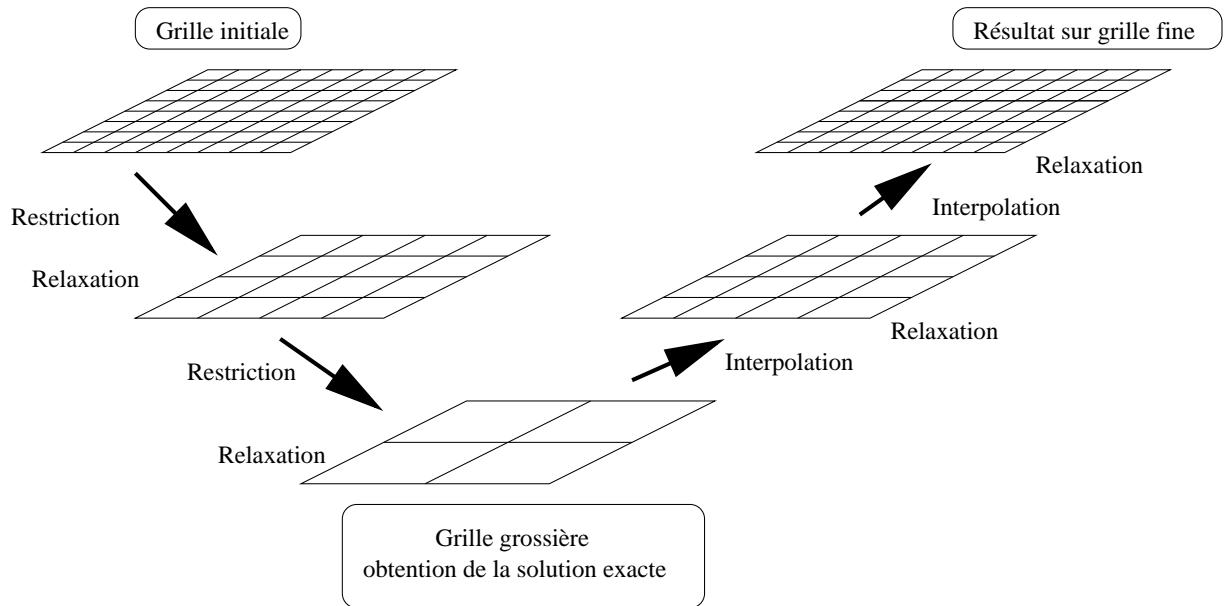 Grille initiale
Résultat sur grille fine
Relaxation
Restriction
Interpolation
Relaxation
Relaxation
Restriction
Interpolation
Relaxation
Grille grossière
obtention de la solution exacte